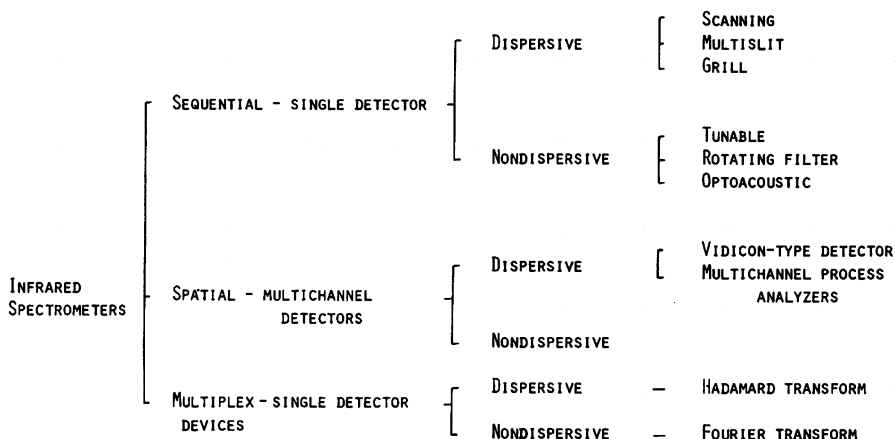 INFRARED
SPECTROMETERS
SEQUENTIAL - SINGLE DETECTOR
DISPERSIVE
SCANNING
MULTISLIT
GRILL
NONDISPERSIVE
TUNABLE
ROTATING FILTER
OPTOACOUSTIC
SPATIAL - MULTICHANNEL
DETECTORS
DISPERSIVE
VIDICON-TYPE DETECTOR
MULTICHANNEL PROCESS
ANALYZERS
NONDISPERSIVE
MULTIPLEX - SINGLE DETECTOR
DEVICES
DISPERSIVE - HADAMARD TRANSFORM
NONDISPERSIVE - FOURIER TRANSFORM